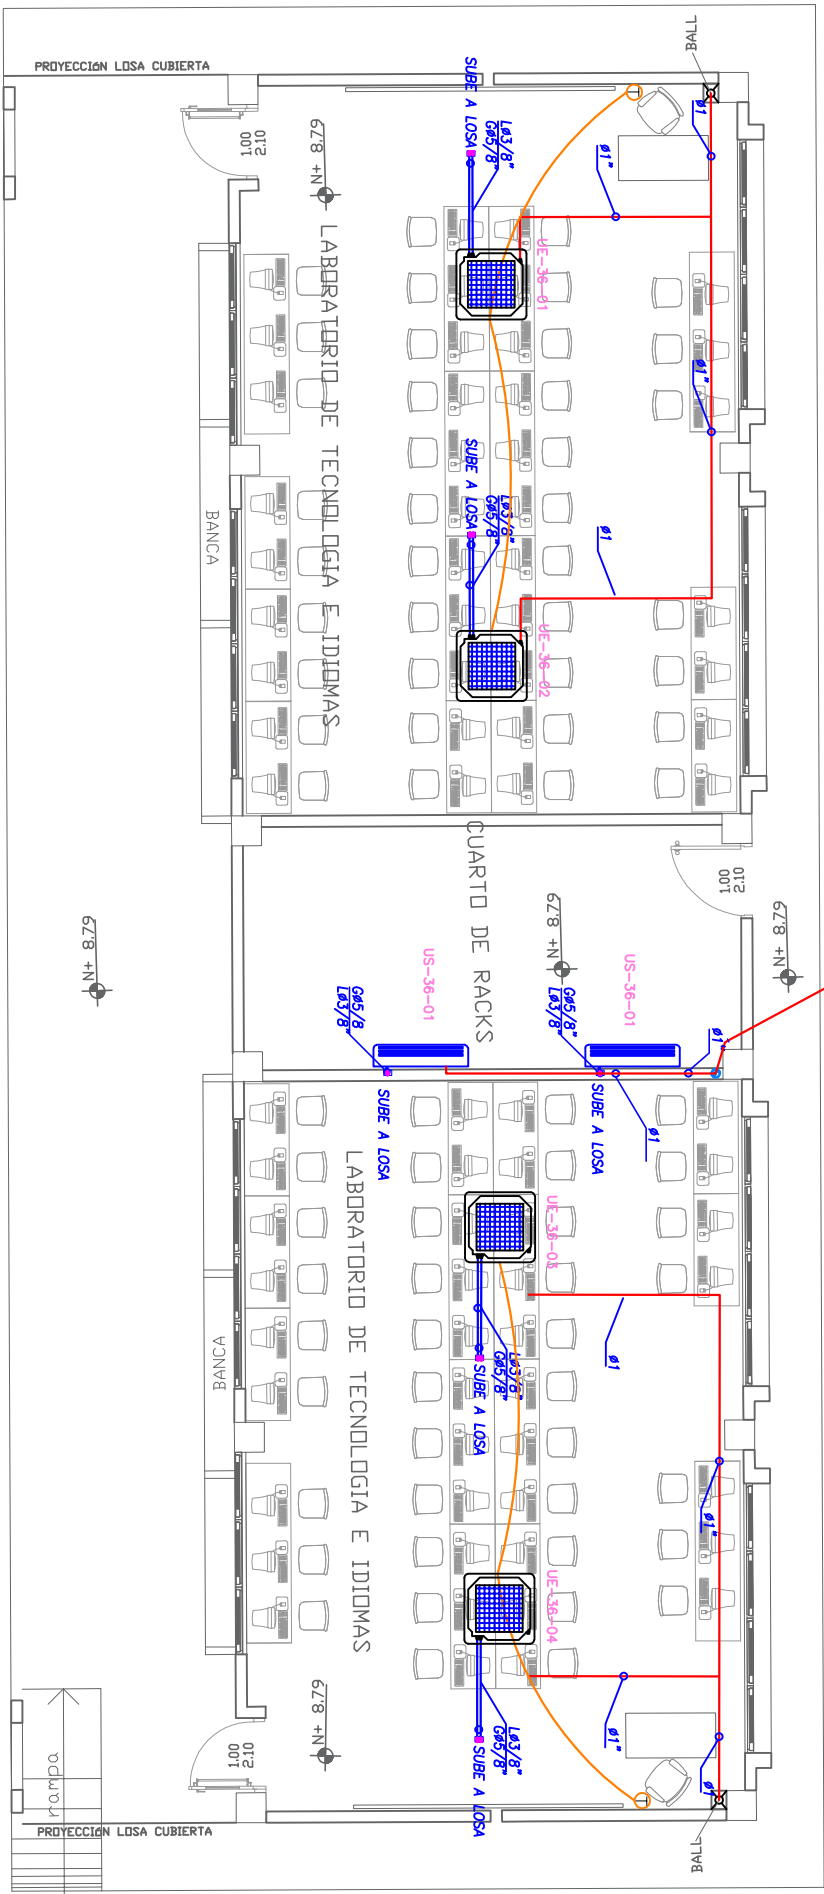 PROYECCIóN LOSA CUBIERTA
BALL
SUBE A LOSA
Lø3/8"
Gø5/8"
ø1
ø1"
1.00
2.10
N+ 8.79
UE-36-01
LABORATORIO DE TECNOLOGIA E IDIOMAS
ø1"
SUBE A LOSA
Lø3/8"
Gø5/8"
ø1
BANCA
UE-36-02
CUARTO DE RACKS
1.00
2.10
N+ 8.79
N+ 8.79
N+ 8.79
US-36-01
US-36-01
Gø5/8
Lø3/8"
Gø5/8"
Lø3/8"
ø1"
SUBE A LOSA
SUBE A LOSA
ø1
LABORATORIO DE TECNOLOGIA E IDIOMAS
UE-36-03
BANCA
Lø3/8"
Gø5/8"
SUBE A LOSA
ø1
ø1"
UE-36-04
N+ 8.79
Lø3/8"
Gø5/8"
SUBE A LOSA
ø1"
ø1
1.00
2.10
rampa
PROYECCIóN LOSA CUBIERTA
BALL